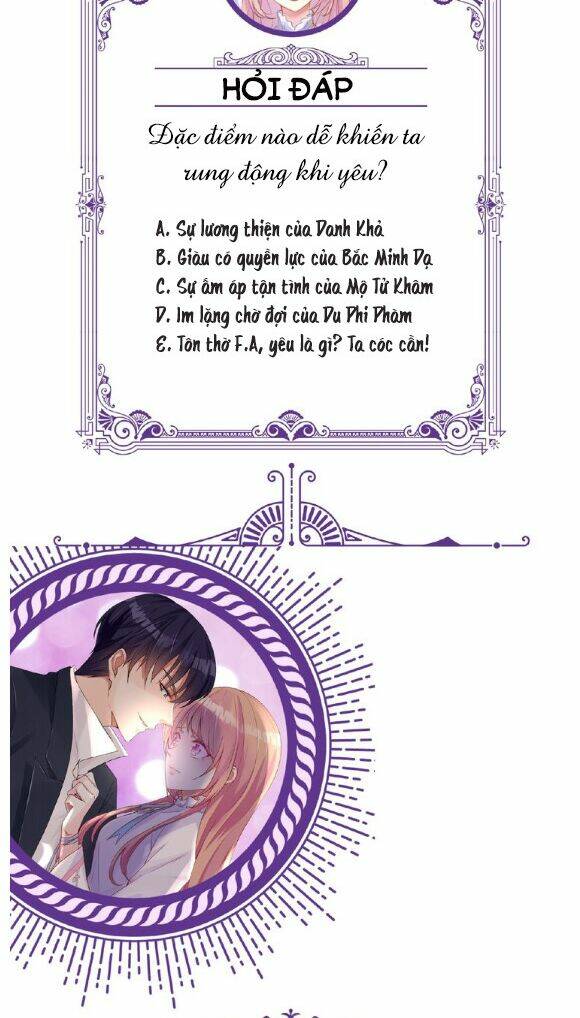 HỎI ĐÁP
Đặc điểm nào dễ khiến ta
rung động khi yêu?
A. Sự lương thiện của Danh Khả
B. Giàu có quyền lực của Bắc Minh Dạ
C. Sự ấm áp tận tình của Mộ Tử Khâm
D. Im lặng chờ đợi của Du Phi Phàm
E. Tôn thờ F.A, yêu là gì? Ta cóc cần!